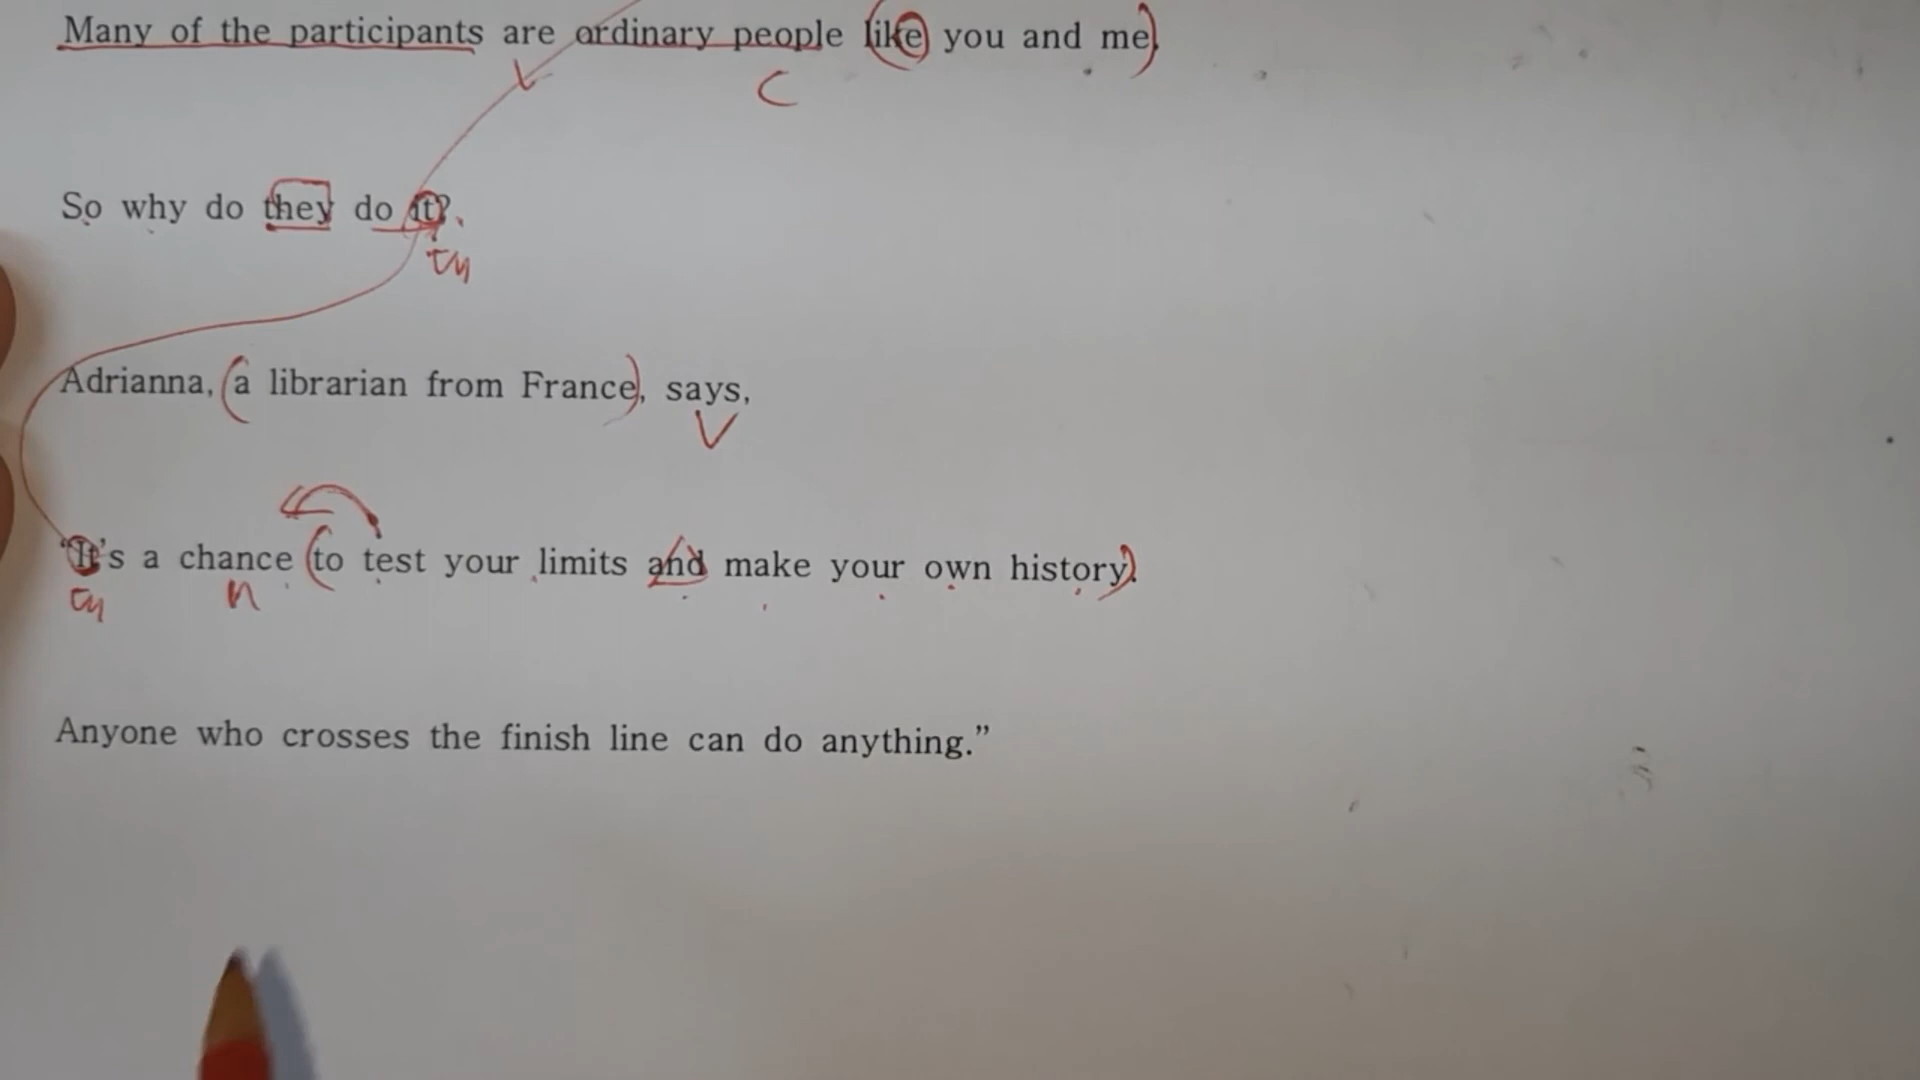 Many of the participants are ordinary people like you and me.
V
C
So why do they do it?
Adrianna, (a librarian from France), says,
V
"It's a chance (to test your limits and make your own history).
n
Anyone who crosses the finish line can do anything."